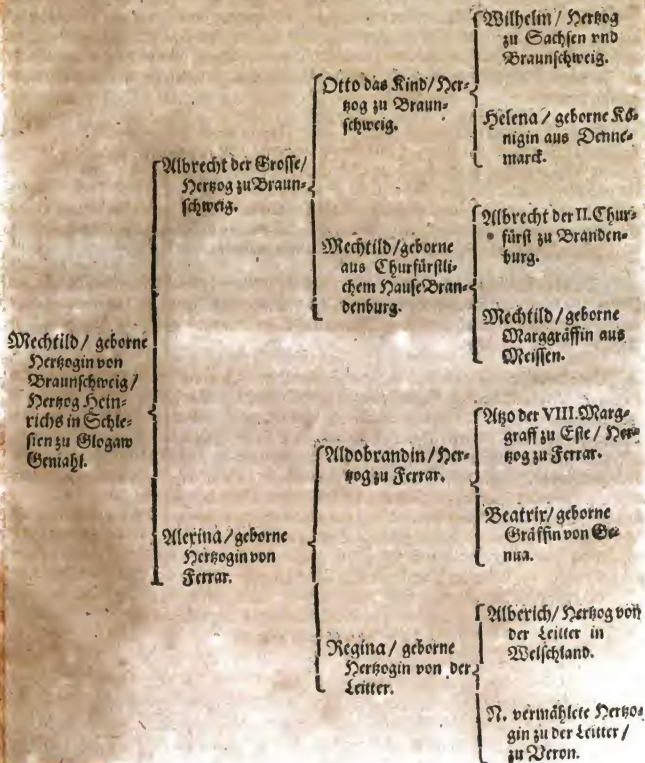 Mechtild/ geborne
Hertzogin von
Braunschweig/
Hertzog Hein-
richs in Schle-
sien zu Glogaw
Gemahl.
Albrecht der Grosse/
Hertzog zu Braun-
schweig.
Alexina/ geborne
Hertzogin von
Ferrar.
Otto das Kind/ Her-
tzog zu Braun-
schweig.
Mechtild/ geborne
aus Churfürstli-
chem Hause Bran-
denburg.
Aldobrandin/ Her-
tzog zu Ferrar.
Regina/ geborne
Hertzogin von der
Leitter.
Wilhelm/ Hertzog
zu Sachsen vnd
Braunschweig.
Helena/ geborne Kö-
nigin aus Denne-
marck.
Albrecht der II. Chur-
fürst zu Branden-
burg.
Mechtild/ geborne
Marggräffin aus
Meissen.
Atzo der VIII. Marg-
graff zu Este/ Her-
tzog zu Ferrar.
Beatrix/ geborne
Gräffin von Ge-
nua.
Alberich/ Hertzog von
der Leitter in
Welschland.
N. vermählete Hertzo-
gin zu der Leitter/
zu Veron.